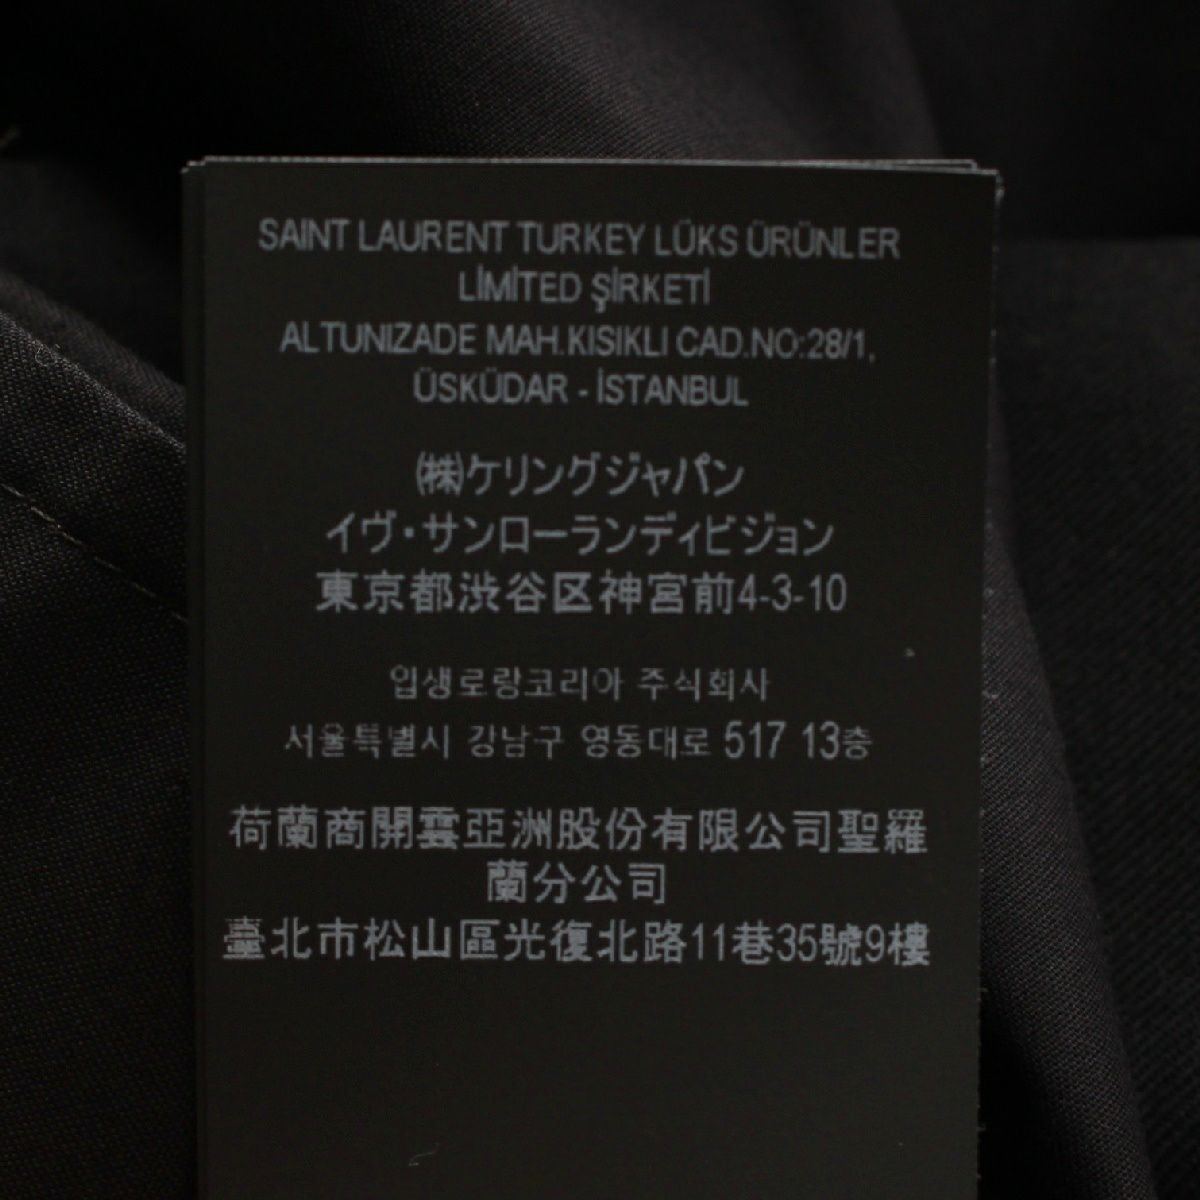 SAINT LAURENT TURKEY LÜKS ÜRÜNLER
LİMİTED ŞİRKETİ
ALTUNIZADE MAH.KISIKLI CAD.NO:28/1,
ÜSKÜDAR - İSTANBUL
(株)ケリングジャパン
イヴ・サンローランディビジョン
東京都渋谷区神宮前4-3-10
입생로랑코리아 주식회사
서울특별시 강남구 영동대로 517 13층
荷蘭商開雲亞洲股份有限公司聖羅
蘭分公司
臺北市松山區光復北路11巷35號9樓